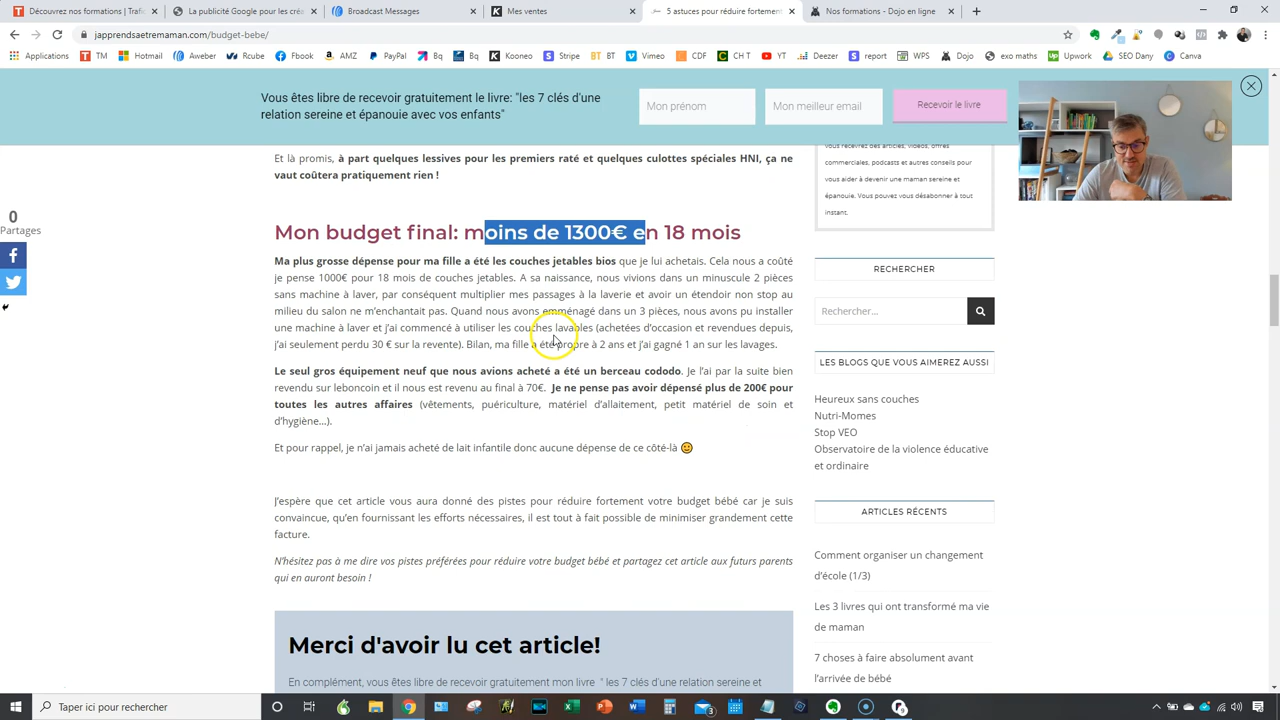 Découvrez nos formations | Trafi
La publicité Google pour les crée
Broadcast Messages
Mes ventes
5 astuces pour réduire fortement
Nos formations - Dojo en ligne
japprendsaetremaman.com/budget-bebe/
Applications
TM
Hotmail
Aweber
Rcube
Ebook
AMZ
PayPal
Bq
Bq
Kooneo
Stripe
BT
BT
CDF
CH T
YT
Deezer
report
WPS
Dojo
exo maths
Upwork
SEO Dany
Canva
Vous êtes libre de recevoir gratuitement le livre: "les 7 clés d'une
relation sereine et épanouie avec vos enfants"
Mon prénom
Mon meilleur email
Recevoir le livre
Et là promis, à part quelques lessives pour les premiers raté et quelques culottes spéciales HNI, ça ne
vaut coûtera pratiquement rien !
0
Partages
Mon budget final: moins de 1300€ en 18 mois
Ma plus grosse dépense pour ma fille a été les couches jetables bios que je lui achetais. Cela nous a coûté
je pense 1000€ pour 18 mois de couches jetables. A sa naissance, nous vivions dans un minuscule 2 pièces
sans machine à laver, par conséquent multiplier mes passages à la laverie et avoir un étendoir non stop au
milieu du salon ne m'enchantait pas. Quand nous avons emménagé dans un 3 pièces, nous avons pu installer
une machine à laver et j'ai commencé à utiliser les couches lavables (achetées d'occasion et revendues depuis,
j'ai seulement perdu 30 € sur la revente). Bilan, ma fille a été propre à 2 ans et j'ai gagné 1 an sur les lavages.
Le seul gros équipement neuf que nous avions acheté a été un berceau cododo. Je l'ai par la suite bien
revendu sur leboncoin et il nous est revenu au final à 70€. Je ne pense pas avoir dépensé plus de 200€ pour
toutes les autres affaires (vêtements, puériculture, matériel d'allaitement, petit matériel de soin et
d'hygiène...).
Et pour rappel, je n'ai jamais acheté de lait infantile donc aucune dépense de ce côté-là
J'espère que cet article vous aura donné des pistes pour réduire fortement votre budget bébé car je suis
convaincue, qu'en fournissant les efforts nécessaires, il est tout à fait possible de minimiser grandement cette
facture.
N'hésitez pas à me dire vos pistes préférées pour réduire votre budget bébé et partagez cet article aux futurs parents
qui en auront besoin !
Merci d'avoir lu cet article!
En complément, vous êtes libre de recevoir gratuitement mon livre " les 7 clés d'une relation sereine et
vous recevrez des articles, vidéos, offres
commerciales, podcasts et autres conseils pour
vous aider à devenir une maman sereine et
épanouie. Vous pouvez vous désabonner à tout
instant.
RECHERCHER
Rechercher...
LES BLOGS QUE VOUS AIMEREZ AUSSI
Heureux sans couches
Nutri-Momes
Stop VEO
Observatoire de la violence éducative
et ordinaire
ARTICLES RÉCENTS
Comment organiser un changement
d'école (1/3)
Les 3 livres qui ont transformé ma vie
de maman
7 choses à faire absolument avant
l'arrivée de bébé
Taper ici pour rechercher